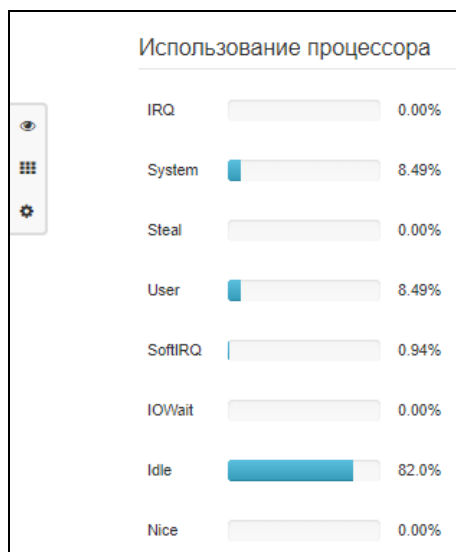 Использование процессора
IRQ 0.00%
System 8.49%
Steal 0.00%
User 8.49%
SoftIRQ 0.94%
IOWait 0.00%
Idle 82.0%
Nice 0.00%